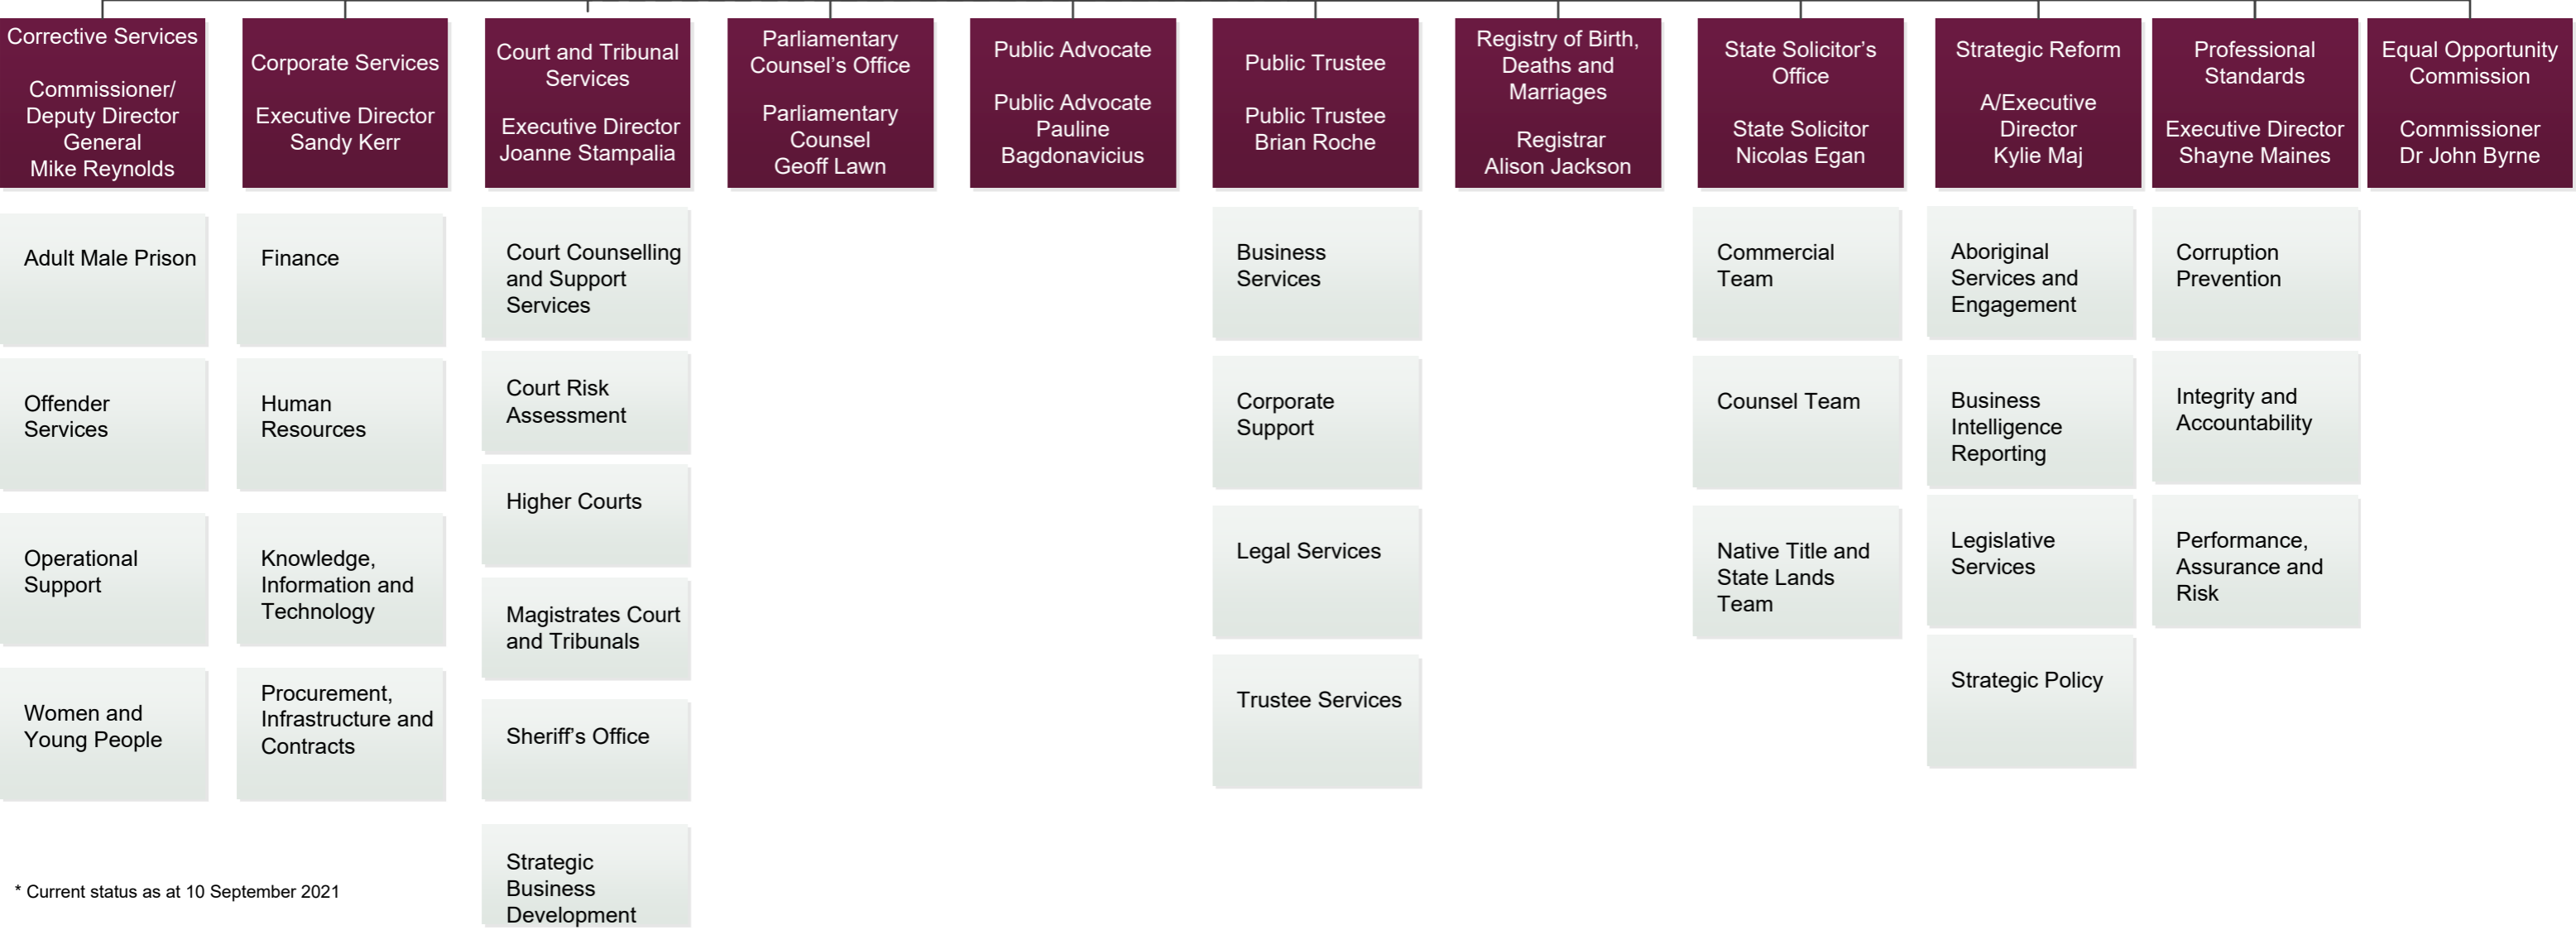 Corrective Services
Commissioner/
Deputy Director
General
Mike Reynolds
Corporate Services
Executive Director
Sandy Kerr
Court and Tribunal
Services
Executive Director
Joanne Stampalia
Parliamentary
Counsel’s Office
Parliamentary
Counsel
Geoff Lawn
Public Advocate
Public Advocate
Pauline
Bagdonavicius
Public Trustee
Public Trustee
Brian Roche
Registry of Birth,
Deaths and
Marriages
Registrar
Alison Jackson
State Solicitor’s
Office
State Solicitor
Nicolas Egan
Strategic Reform
A/Executive
Director
Kylie Maj
Professional
Standards
Executive Director
Shayne Maines
Equal Opportunity
Commission
Commissioner
Dr John Byrne
Adult Male Prison
Offender
Services
Operational
Support
Women and
Young People
Finance
Human
Resources
Knowledge,
Information and
Technology
Procurement,
Infrastructure and
Contracts
Court Counselling
and Support
Services
Court Risk
Assessment
Higher Courts
Magistrates Court
and Tribunals
Sheriff’s Office
Strategic
Business
Development
Business
Services
Corporate
Support
Legal Services
Trustee Services
Commercial
Team
Counsel Team
Native Title and
State Lands
Team
Aboriginal
Services and
Engagement
Business
Intelligence
Reporting
Legislative
Services
Strategic Policy
Corruption
Prevention
Integrity and
Accountability
Performance,
Assurance and
Risk
* Current status as at 10 September 2021